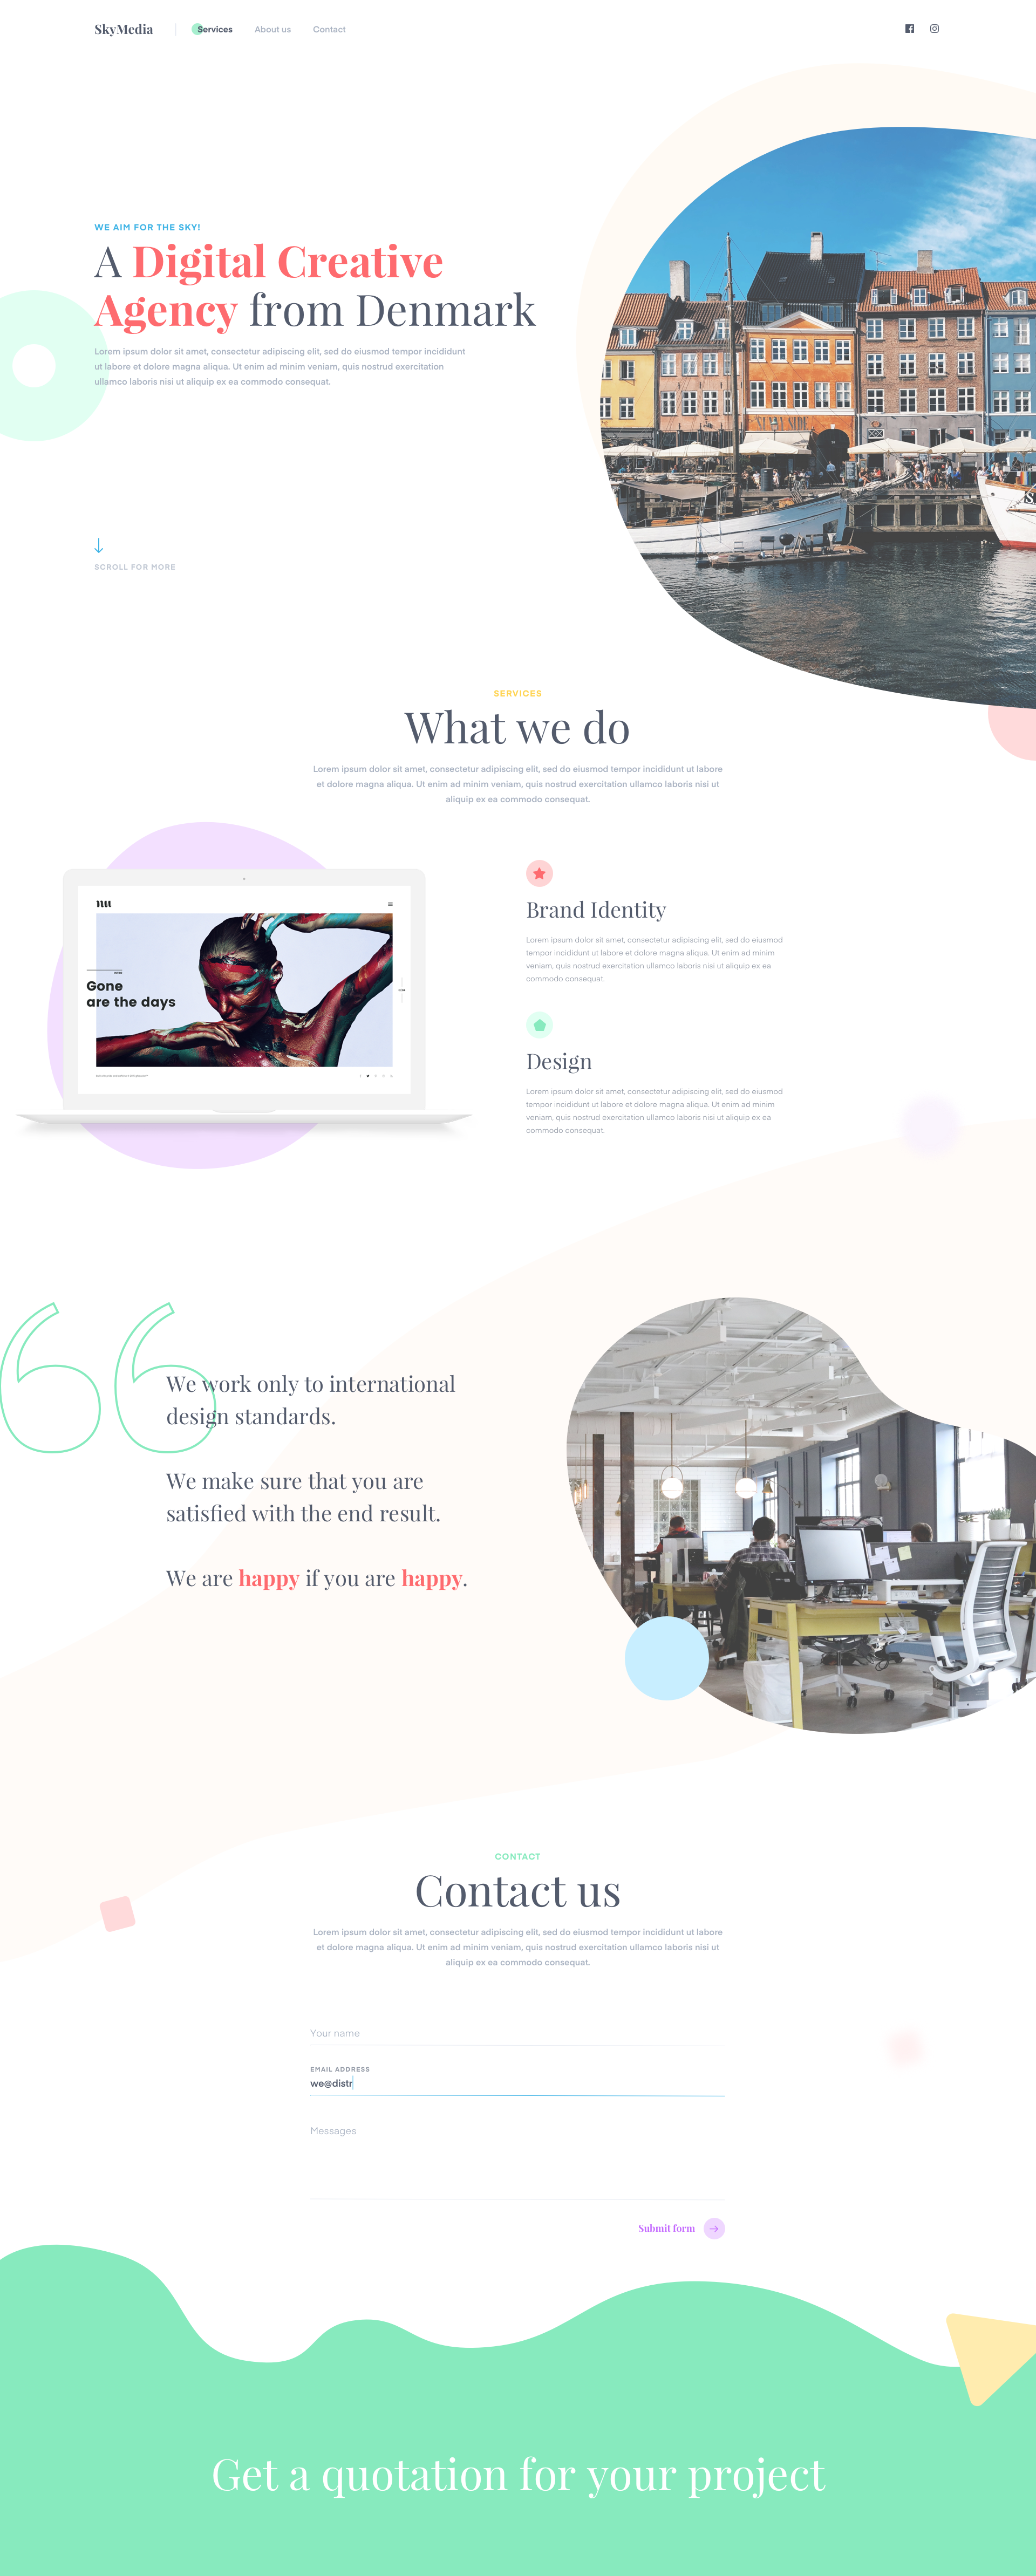 SkyMedia
Services
About us
Contact
WE AIM FOR THE SKY!
A Digital Creative
Agency from Denmark
Lorem ipsum dolor sit amet, consectetur adipiscing elit, sed do eiusmod tempor incididunt
ut labore et dolore magna aliqua. Ut enim ad minim veniam, quis nostrud exercitation
ullamco laboris nisi ut aliquip ex ea commodo consequat.
SCROLL FOR MORE
SERVICES
What we do
Lorem ipsum dolor sit amet, consectetur adipiscing elit, sed do eiusmod tempor incididunt ut labore
et dolore magna aliqua. Ut enim ad minim veniam, quis nostrud exercitation ullamco laboris nisi ut
aliquip ex ea commodo consequat.
nu
Gone
are the days
Brand Identity
Lorem ipsum dolor sit amet, consectetur adipiscing elit, sed do eiusmod
tempor incididunt ut labore et dolore magna aliqua. Ut enim ad minim
veniam, quis nostrud exercitation ullamco laboris nisi ut aliquip ex ea
commodo consequat.
Design
Lorem ipsum dolor sit amet, consectetur adipiscing elit, sed do eiusmod
tempor incididunt ut labore et dolore magna aliqua. Ut enim ad minim
veniam, quis nostrud exercitation ullamco laboris nisi ut aliquip ex ea
commodo consequat.
We work only to international
design standards.
We make sure that you are
satisfied with the end result.
We are happy if you are happy.
CONTACT
Contact us
Lorem ipsum dolor sit amet, consectetur adipiscing elit, sed do eiusmod tempor incididunt ut labore
et dolore magna aliqua. Ut enim ad minim veniam, quis nostrud exercitation ullamco laboris nisi ut
aliquip ex ea commodo consequat.
Your name
EMAIL ADDRESS
we@distr
Messages
Submit form
Get a quotation for your project